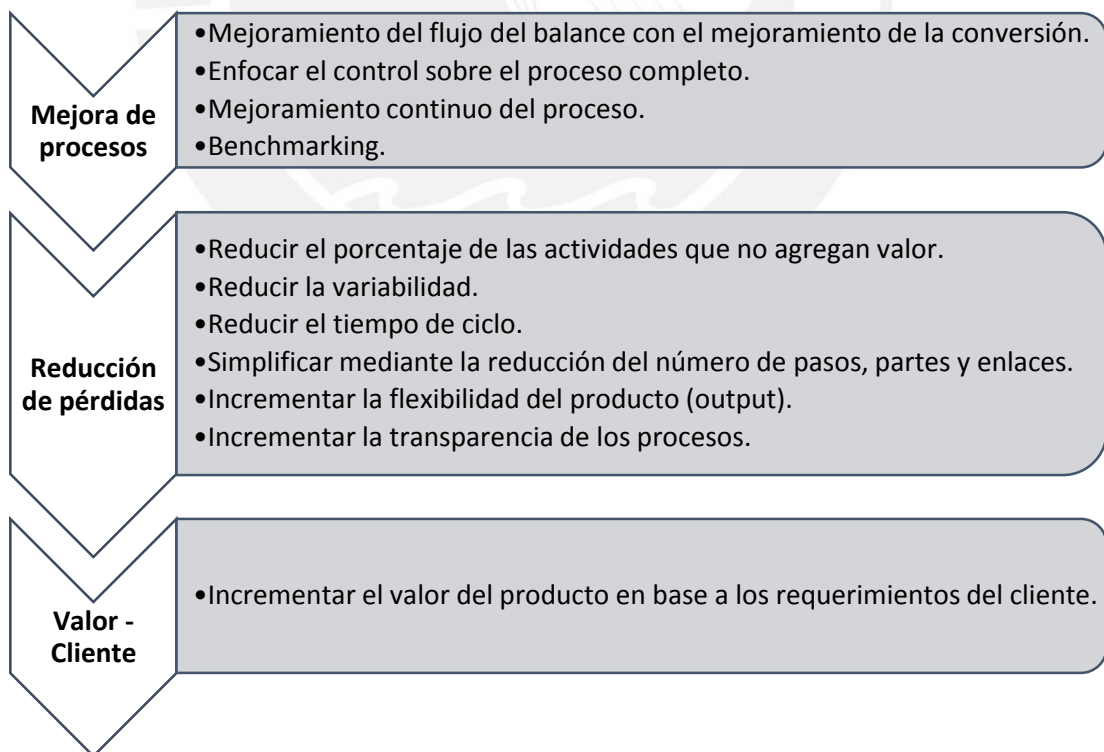 Mejora de
procesos
•Mejoramiento del flujo del balance con el mejoramiento de la conversión.
•Enfocar el control sobre el proceso completo.
•Mejoramiento continuo del proceso.
•Benchmarking.
Reducción
de pérdidas
•Reducir el porcentaje de las actividades que no agregan valor.
•Reducir la variabilidad.
•Reducir el tiempo de ciclo.
•Simplificar mediante la reducción del número de pasos, partes y enlaces.
•Incrementar la flexibilidad del producto (output).
•Incrementar la transparencia de los procesos.
Valor -
Cliente
•Incrementar el valor del producto en base a los requerimientos del cliente.